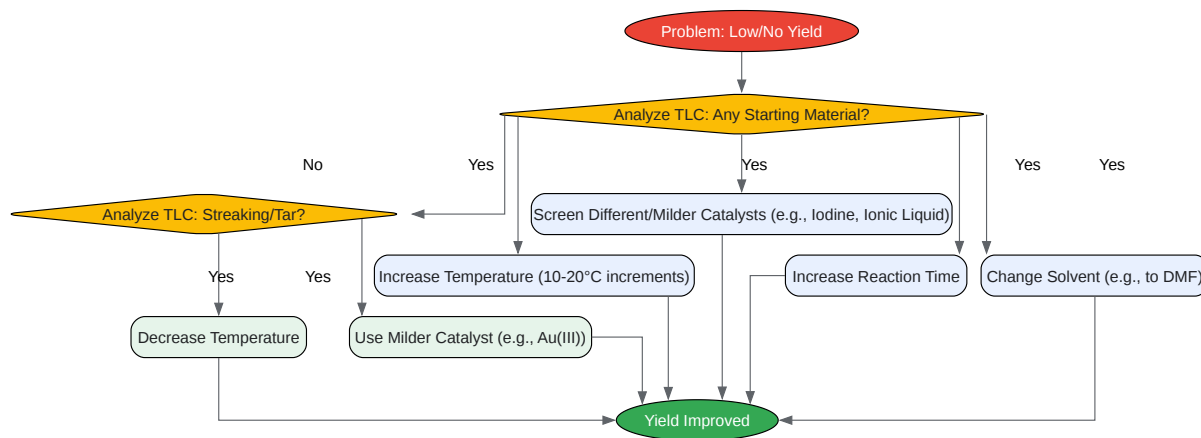 Problem: Low/No Yield
Analyze TLC: Any Starting Material?
No
Yes
Yes
Yes
Yes
Analyze TLC: Streaking/Tar?
Screen Different/Milder Catalysts (e.g., Iodine, Ionic Liquid)
Yes
Yes
Increase Temperature (10-20°C increments)
Increase Reaction Time
Change Solvent (e.g., to DMF)
Decrease Temperature
Use Milder Catalyst (e.g., Au(III))
Yield Improved